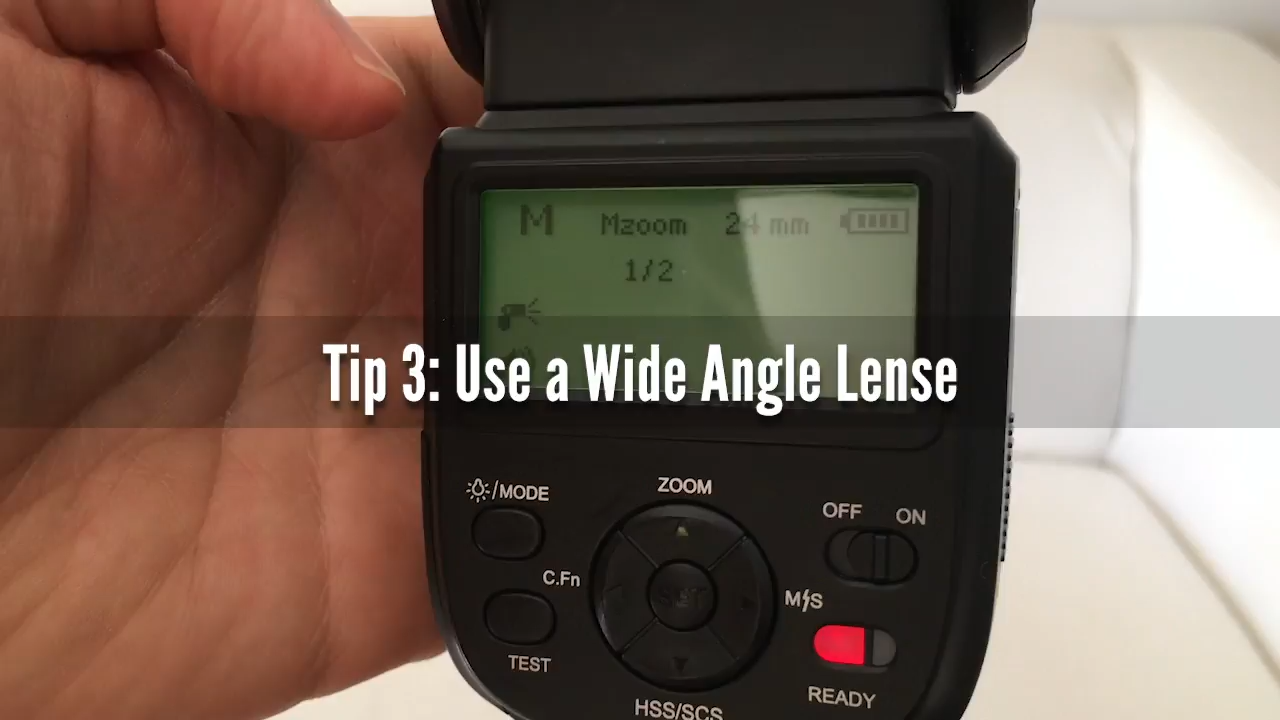 M Mzoom 24 mm
1/2
Tip 3: Use a Wide Angle Lense
/MODE
ZOOM
OFF ON
C.Fn
SET
M/S
TEST
READY
HSS/SCS